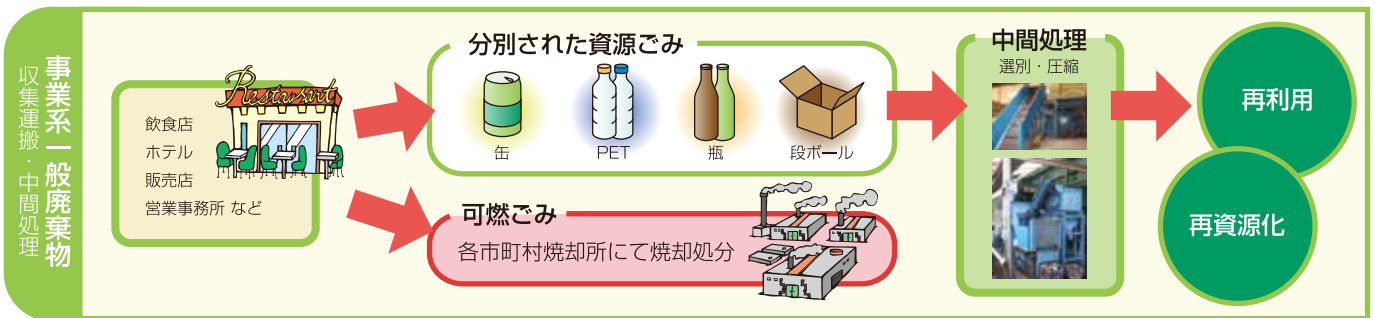 事業系一般廃棄物
収集運搬・中間処理
Restaurant
飲食店
ホテル
販売店
営業事務所 など
分別された資源ごみ
缶
PET
瓶
段ボール
可燃ごみ
各市町村焼却所にて焼却処分
中間処理
選別・圧縮
再利用
再資源化